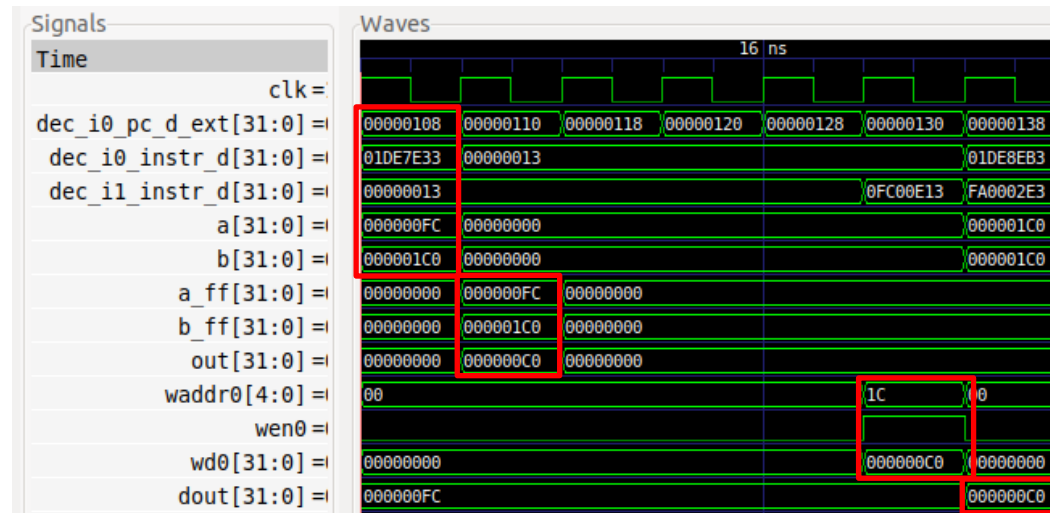 Signals
Waves
Time
16 ns
clk=
dec_i0_pc_d_ext[31:0]= 00000108 00000110 00000118 00000120 00000128 00000130 00000138
dec_i0_instr_d[31:0]= 01DE7E33 00000013 01DE8EB3
dec_i1_instr_d[31:0]= 00000013 0FC00E13 FA0002E3
a[31:0]= 000000FC 00000000 000001C0
b[31:0]= 000001C0 00000000 000001C0
a_ff[31:0]= 00000000 000000FC 00000000
b_ff[31:0]= 00000000 000001C0 00000000
out[31:0]= 00000000 000000C0 00000000
waddr0[4:0]= 00 1C 00
wen0=
wd0[31:0]= 00000000 000000C0 00000000
dout[31:0]= 000000FC 000000C0